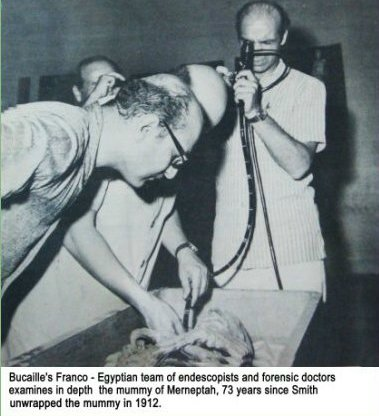 Bucaille's Franco - Egyptian team of endescopists and forensic doctors
examines in depth  the mummy of Merneptah, 73 years since Smith
unwrapped the mummy in 1912.